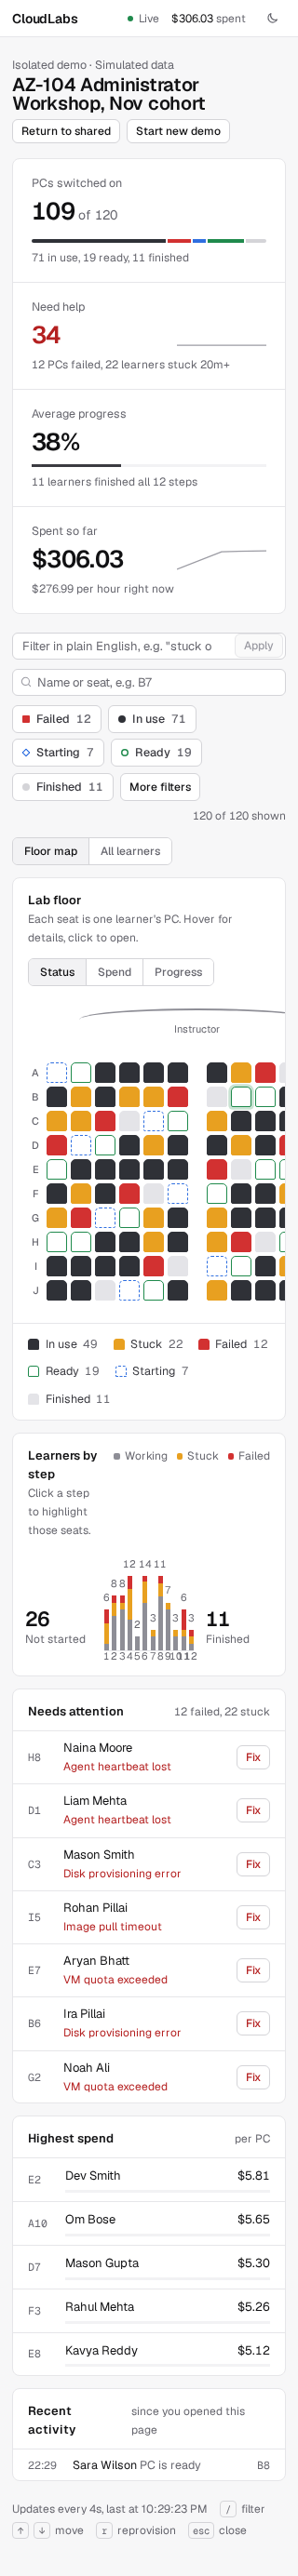 CloudLabs Live $306.03 spent
Isolated demo · Simulated data
AZ-104 Administrator
Workshop, Nov cohort
Return to shared Start new demo
PCs switched on
109 of 120
71 in use, 19 ready, 11 finished
Need help
34
12 PCs failed, 22 learners stuck 20m+
Average progress
38%
11 learners finished all 12 steps
Spent so far
$306.03
$276.99 per hour right now
Filter in plain English, e.g. "stuck o Apply
Name or seat, e.g. B7
Failed 12 In use 71
Starting 7 Ready 19
Finished 11 More filters
120 of 120 shown
Floor map All learners
Lab floor
Each seat is one learner's PC. Hover for
details, click to open.
Status Spend Progress
Instructor
A
B
C
D
E
F
G
H
I
J
In use 49 Stuck 22 Failed 12
Ready 19 Starting 7
Finished 11
Learners by
step
Working Stuck Failed
Click a step
to highlight
those seats.
6 8 8 12 2 14 3 11 7 3 6 3
26
Not started
11
Finished
1 2 3 4 5 6 7 8 9 10 11 12
Needs attention 12 failed, 22 stuck
H8 Naina Moore Fix
Agent heartbeat lost
D1 Liam Mehta Fix
Agent heartbeat lost
C3 Mason Smith Fix
Disk provisioning error
I5 Rohan Pillai Fix
Image pull timeout
E7 Aryan Bhatt Fix
VM quota exceeded
B6 Ira Pillai Fix
Disk provisioning error
G2 Noah Ali Fix
VM quota exceeded
Highest spend per PC
E2 Dev Smith $5.81
A10 Om Bose $5.65
D7 Mason Gupta $5.30
F3 Rahul Mehta $5.26
E8 Kavya Reddy $5.12
Recent
activity
since you opened this
page
22:29 Sara Wilson PC is ready B8
Updates every 4s, last at 10:29:23 PM / filter
↑ ↓ move r reprovision esc close